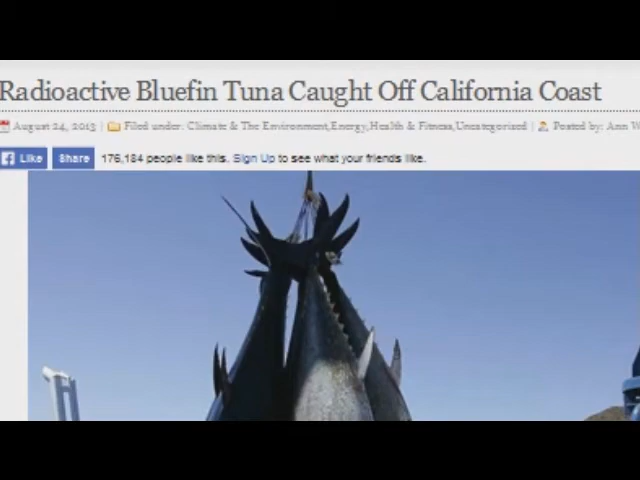 Radioactive Bluefin Tuna Caught Off California Coast
August 24, 2013 | Filed under: Climate & The Environment,Energy,Health & Fitness,Uncategorized | Posted by: Ann W
Like Share 176,184 people like this. Sign Up to see what your friends like.